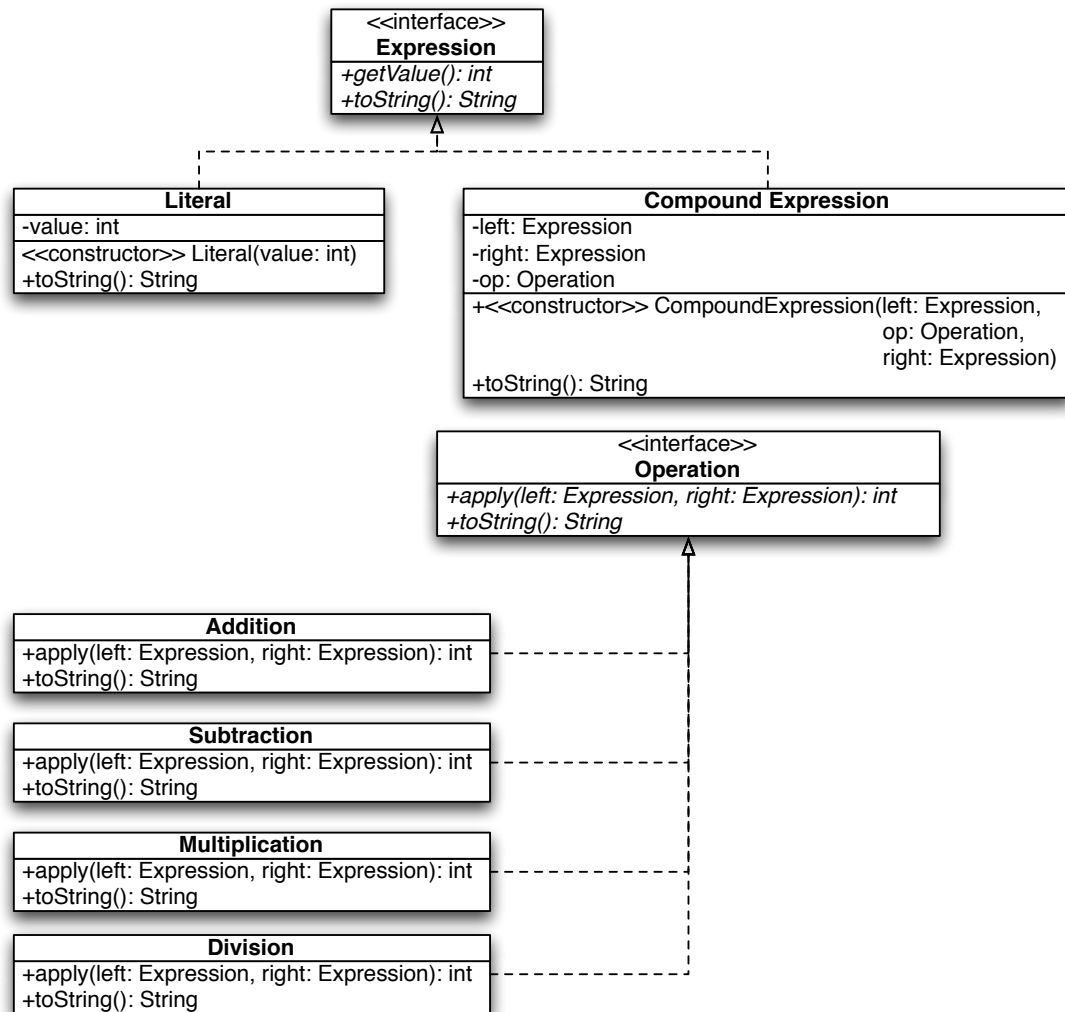 <<interface>>
Expression
+getValue(): int
+toString(): String
Literal
-value: int
<<constructor>> Literal(value: int)
+toString(): String
Compound Expression
-left: Expression
-right: Expression
-op: Operation
+<<constructor>> CompoundExpression(left: Expression,
op: Operation,
right: Expression)
+toString(): String
<<interface>>
Operation
+apply(left: Expression, right: Expression): int
+toString(): String
Addition
+apply(left: Expression, right: Expression): int
+toString(): String
Subtraction
+apply(left: Expression, right: Expression): int
+toString(): String
Multiplication
+apply(left: Expression, right: Expression): int
+toString(): String
Division
+apply(left: Expression, right: Expression): int
+toString(): String